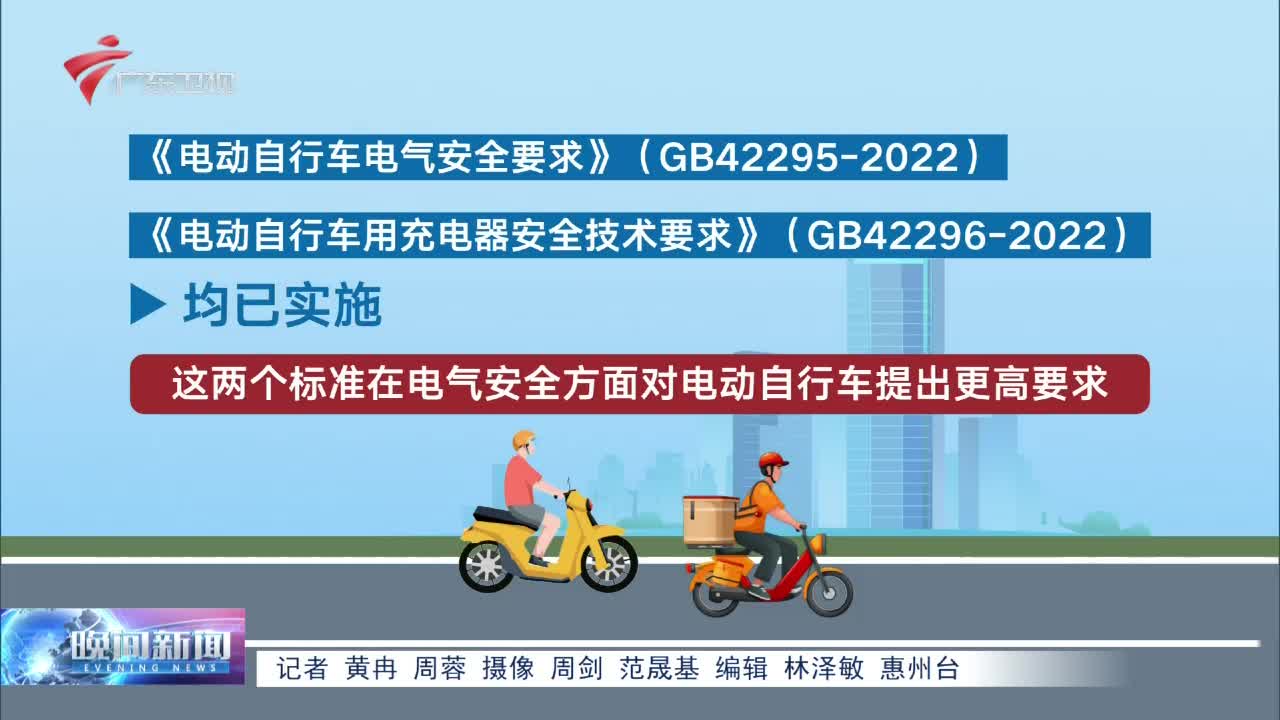 广东卫视
《电动自行车电气安全要求》（GB42295-2022）
《电动自行车用充电器安全技术要求》（GB42296-2022）
▶ 均已实施
这两个标准在电气安全方面对电动自行车提出更高要求
晚间新闻
EVENING NEWS
记者 黄冉 周蓉 摄像 周剑 范晟基 编辑 林泽敏 惠州台